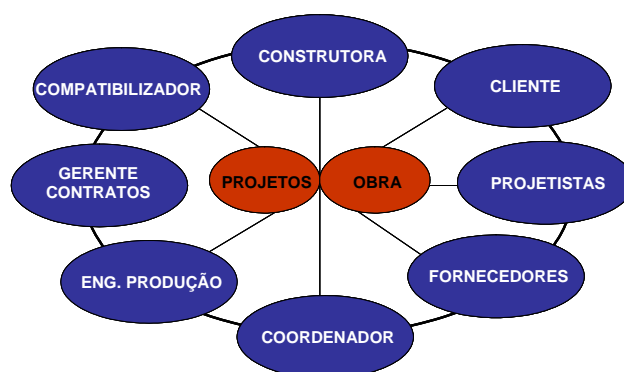 CONSTRUTORA
COMPATIBILIZADOR
CLIENTE
GERENTE
CONTRATOS
PROJETOS
OBRA
PROJETISTAS
ENG. PRODUÇÃO
FORNECEDORES
COORDENADOR